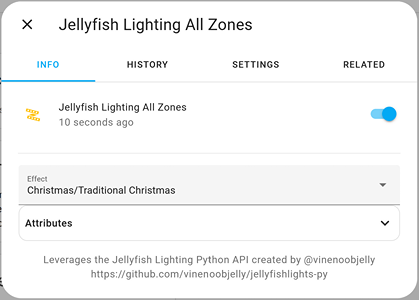 Jellyfish Lighting All Zones
INFO HISTORY SETTINGS RELATED
Jellyfish Lighting All Zones
10 seconds ago
Effect
Christmas/Traditional Christmas
Attributes
Leverages the Jellyfish Lighting Python API created by @vinenoobjelly
https://github.com/vinenoobjelly/jellyfishlights-py